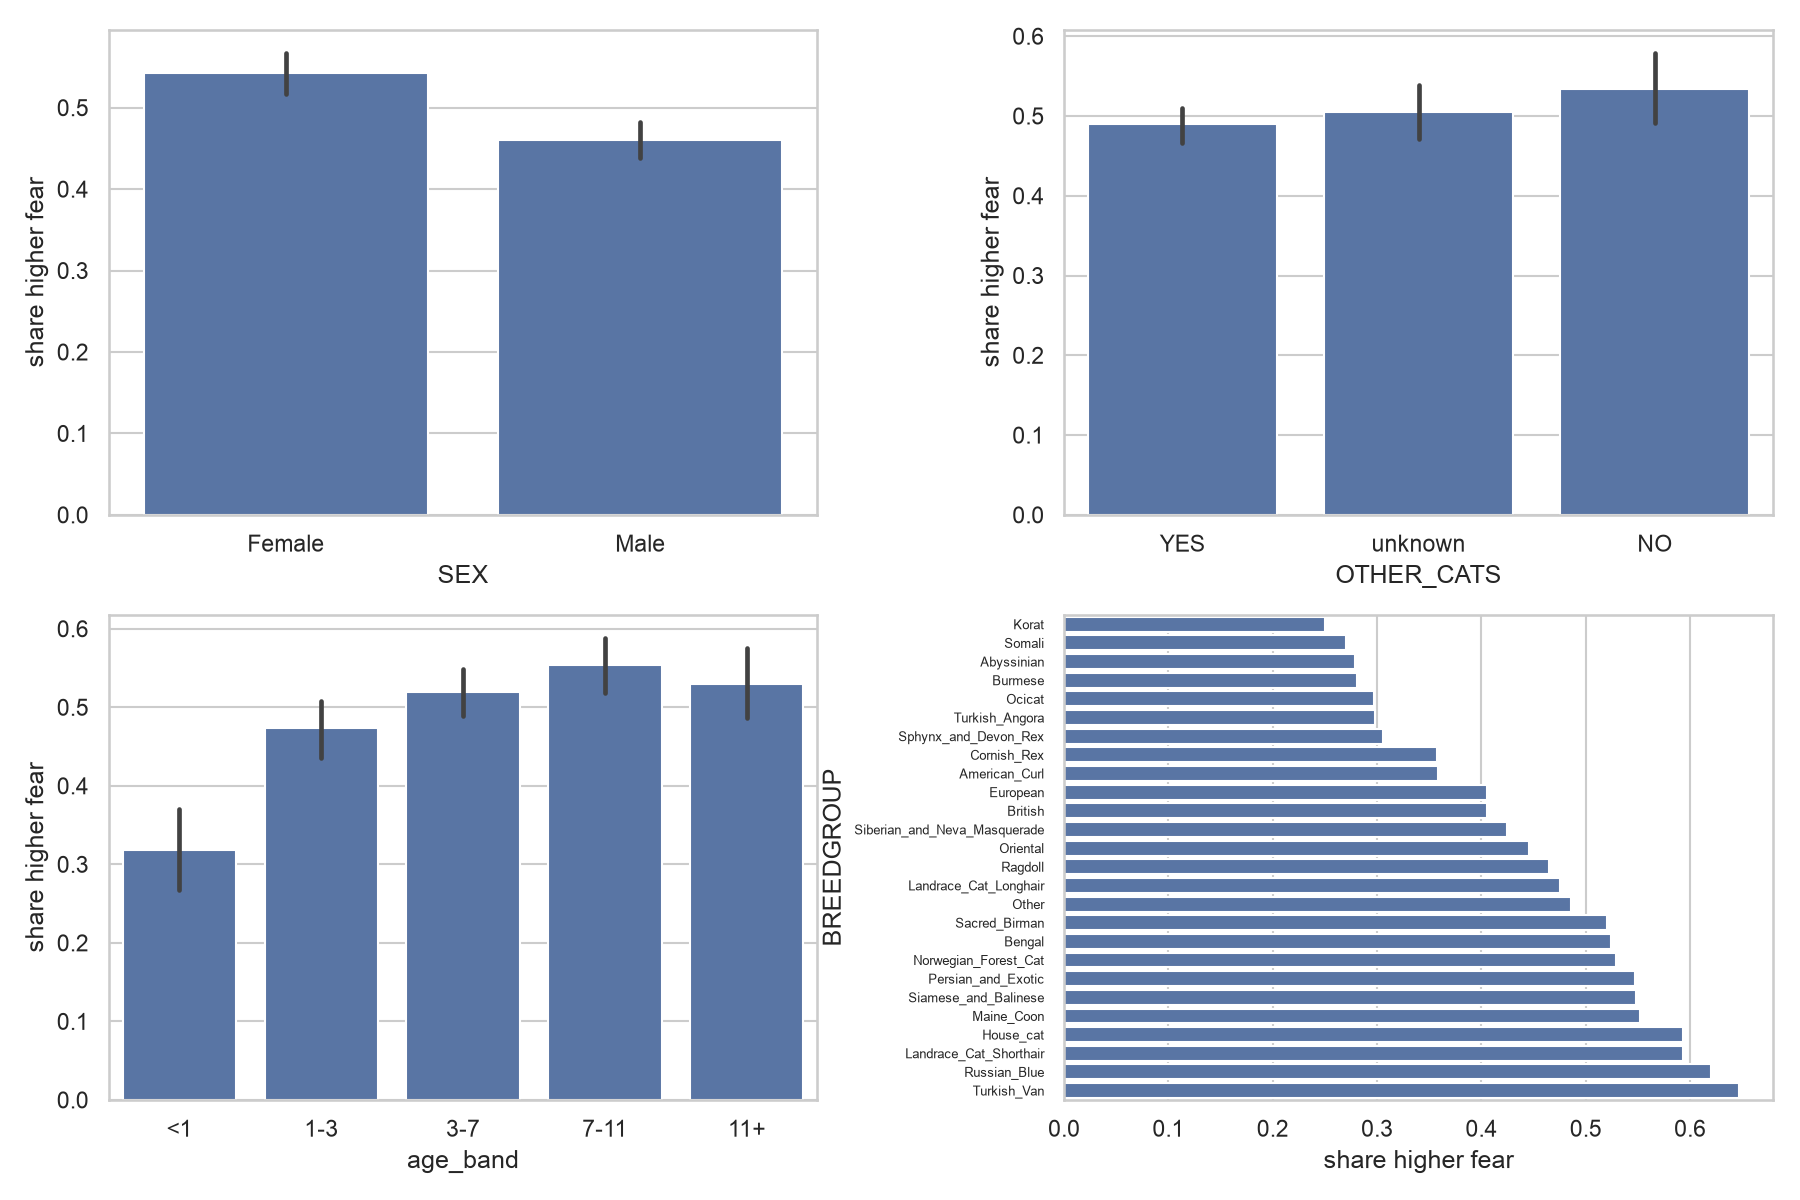 share higher fear
0.5
0.4
0.3
0.2
0.1
0.0
Female Male
SEX
share higher fear
0.6
0.5
0.4
0.3
0.2
0.1
0.0
YES unknown NO
OTHER_CATS
share higher fear
0.6
0.5
0.4
0.3
0.2
0.1
0.0
<1 1-3 3-7 7-11 11+
age_band
BREEDGROUP
Korat
Somali
Abyssinian
Burmese
Ocicat
Turkish_Angora
Sphynx_and_Devon_Rex
Cornish_Rex
American_Curl
European
British
Siberian_and_Neva_Masquerade
Oriental
Ragdoll
Landrace_Cat_Longhair
Other
Sacred_Birman
Bengal
Norwegian_Forest_Cat
Persian_and_Exotic
Siamese_and_Balinese
Maine_Coon
House_cat
Landrace_Cat_Shorthair
Russian_Blue
Turkish_Van
0.0 0.1 0.2 0.3 0.4 0.5 0.6
share higher fear